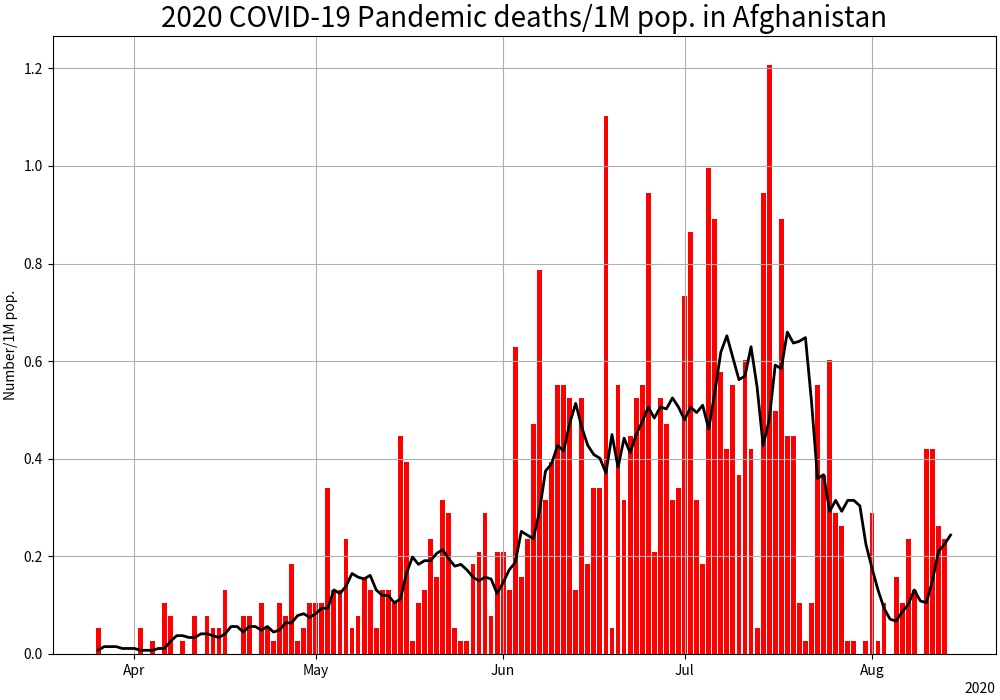 2020 COVID-19 Pandemic deaths/1M pop. in Afghanistan
Number/1M pop.
1.2
1.0
0.8
0.6
0.4
0.2
0.0
Apr May Jun Jul Aug
2020